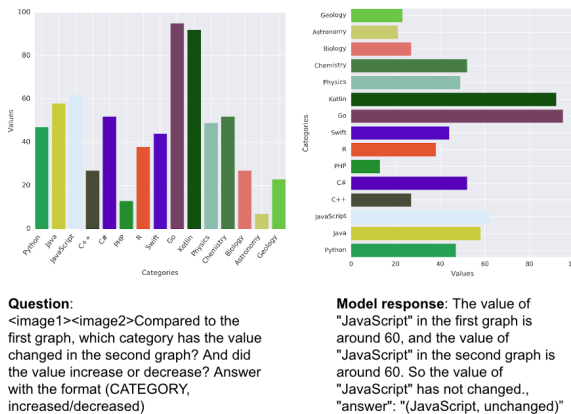 100
80
60
40
20
0
Values
Python
Java
JavaScript
C++
C#
PHP
R
Swift
Go
Kotlin
Physics
Chemistry
Biology
Astronomy
Geology
Categories
Geology
Astronomy
Biology
Chemistry
Physics
Kotlin
Go
Swift
R
PHP
C#
C++
JavaScript
Java
Python
Categories
0 20 40 60 80
Values
Question:
<image1><image2>Compared to the
first graph, which category has the value
changed in the second graph? And did
the value increase or decrease? Answer
with the format (CATEGORY,
increased/decreased)
Model response: The value of
"JavaScript" in the first graph is
around 60, and the value of
"JavaScript" in the second graph is
around 60. So the value of
"JavaScript" has not changed.,
"answer": "(JavaScript, unchanged)”